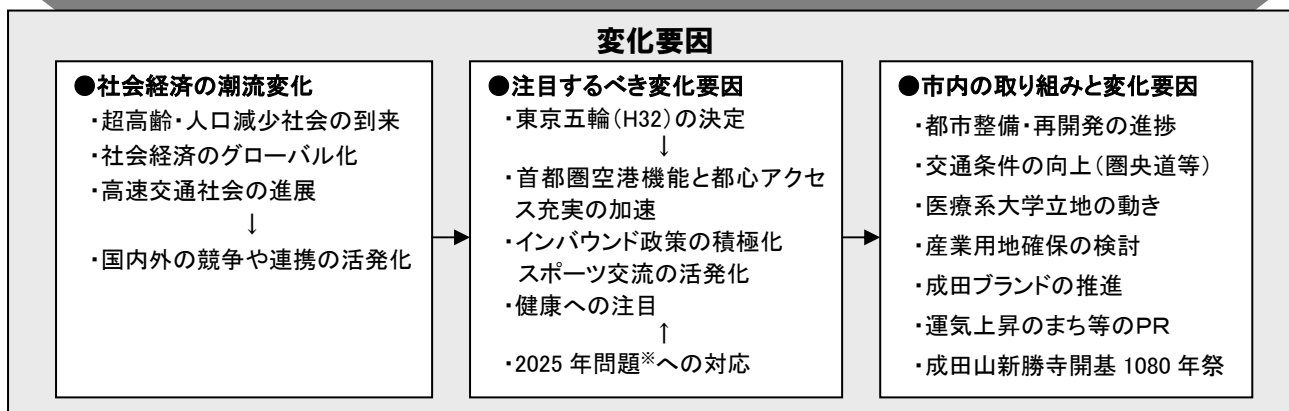 変化要因
●社会経済の潮流変化
・超高齢・人口減少社会の到来
・社会経済のグローバル化
・高速交通社会の進展
↓
・国内外の競争や連携の活発化
●注目するべき変化要因
・東京五輪(H32)の決定
↓
・首都圏空港機能と都心アクセ
ス充実の加速
・インバウンド政策の積極化
スポーツ交流の活発化
・健康への注目
↑
・2025 年問題※への対応
●市内の取り組みと変化要因
・都市整備・再開発の進捗
・交通条件の向上(圏央道等)
・医療系大学立地の動き
・産業用地確保の検討
・成田ブランドの推進
・運気上昇のまち等のPR
・成田山新勝寺開基 1080 年祭